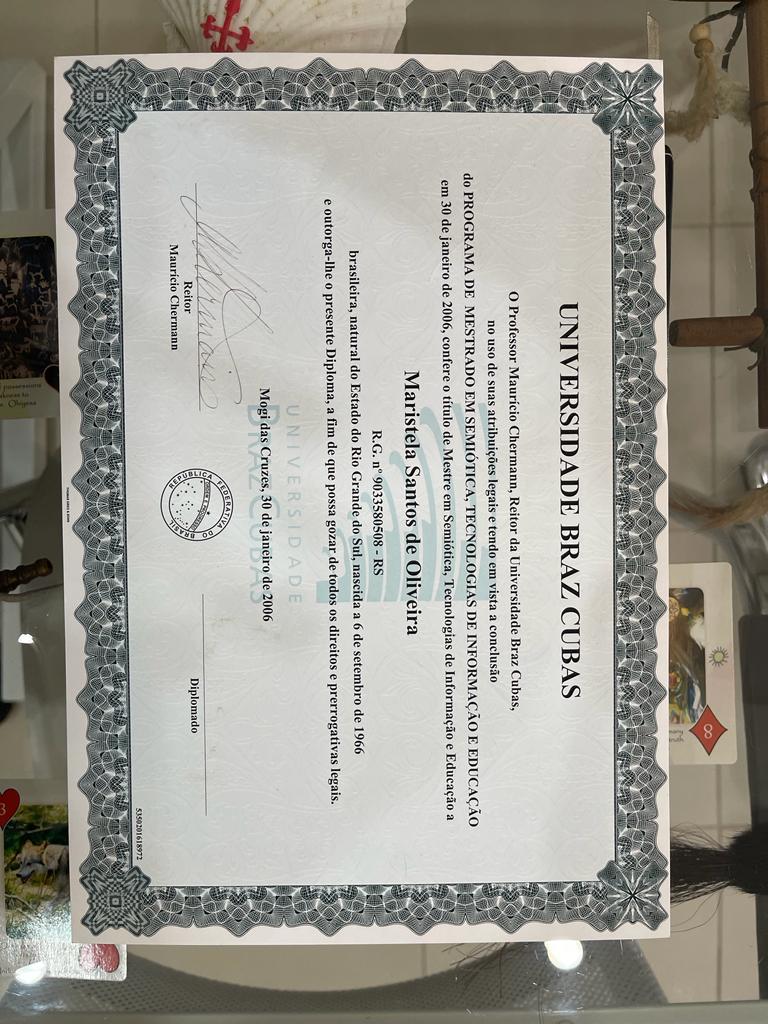 UNIVERSIDADE BRAZ CUBAS
O Professor Maurício Chermann, Reitor da Universidade Braz Cubas,
no uso de suas atribuições legais e tendo em vista a conclusão
do PROGRAMA DE MESTRADO EM SEMIÓTICA, TECNOLOGIAS DE INFORMAÇÃO E EDUCAÇÃO
em 30 de janeiro de 2006, confere o título de Mestre em Semiótica, Tecnologias de Informação e Educação a
Maristela Santos de Oliveira
R.G. nº 9033580508 - RS
brasileira, natural do Estado do Rio Grande do Sul, nascida a 6 de setembro de 1966
e outorga-lhe o presente Diploma, a fim de que possa gozar de todos os direitos e prerrogativas legais.
UNIVERSIDADE
BRAZ CUBAS
Mogi das Cruzes, 30 de janeiro de 2006
REPÚBLICA FEDERATIVA DO BRASIL
Reitor
Maurício Chermann
Diplomado
5350201618972
8
3
possessions